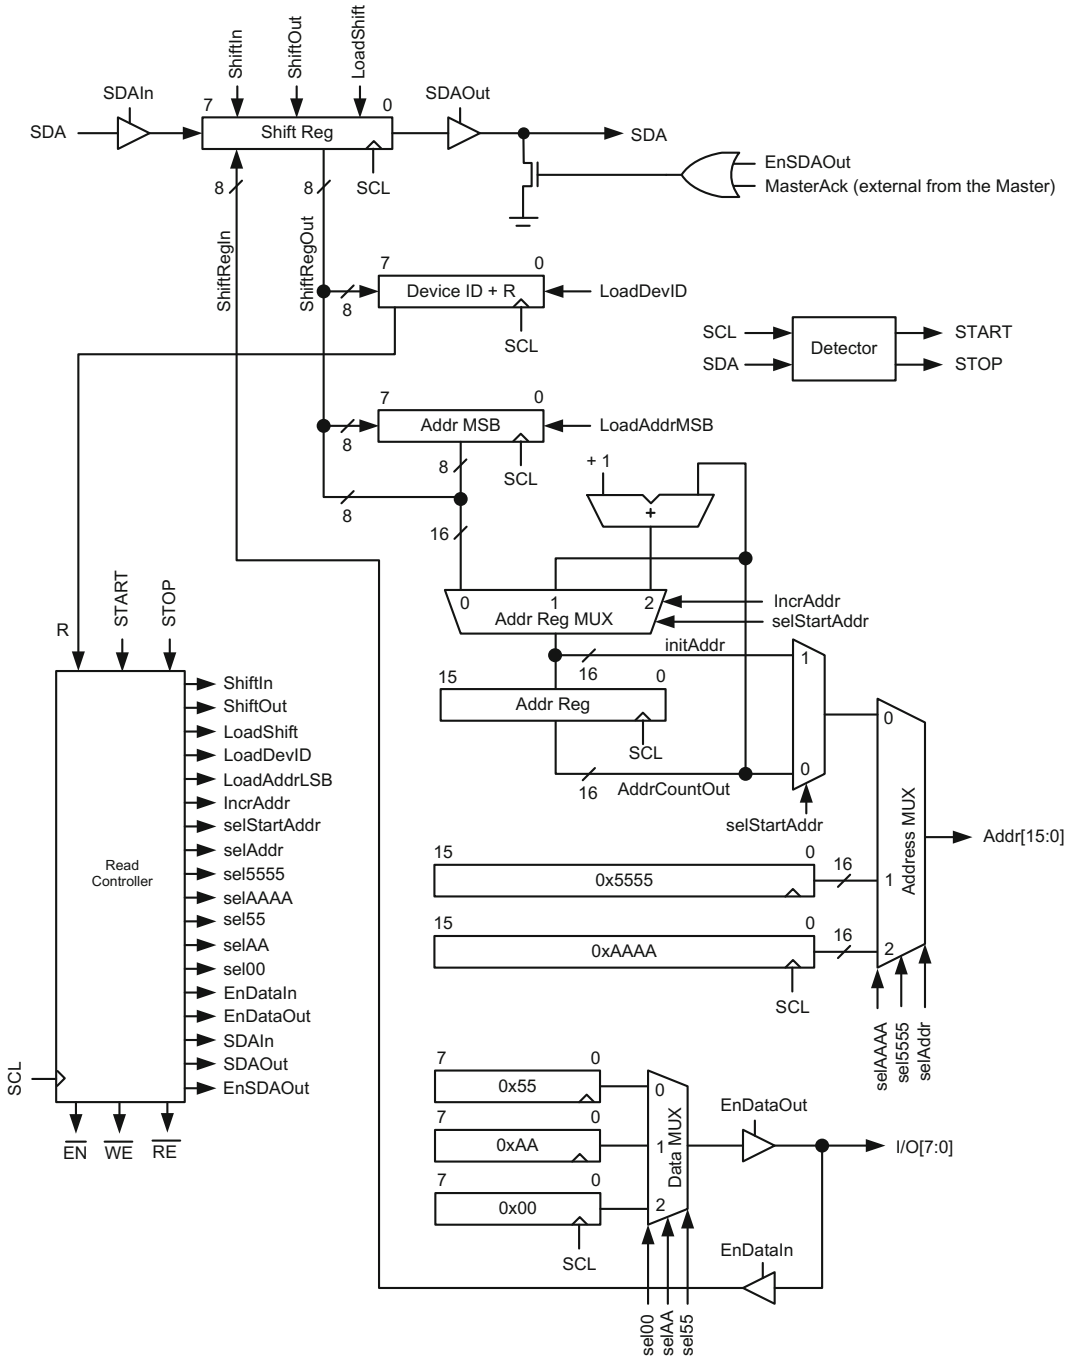 ShiftIn
ShiftOut
LoadShift
SDAIn
7
0
SDAOut
SDA
Shift Reg
SDA
EnSDAOut
MasterAck (external from the Master)
8
8
SCL
ShiftRegIn
ShiftRegOut
7
0
Device ID + R
LoadDevID
8
SCL
SCL
SDA
Detector
START
STOP
7
0
Addr MSB
LoadAddrMSB
8
8
SCL
8
+ 1
+
16
0
1
2
Addr Reg MUX
IncrAddr
selStartAddr
initAddr
16
15
0
Addr Reg
SCL
16
AddrCountOut
1
0
selStartAddr
0
1
2
Address MUX
Addr[15:0]
15
0
0x5555
16
15
0
0xAAAA
16
SCL
selAAAA
sel5555
selAddr
R
START
STOP
Read
Controller
ShiftIn
ShiftOut
LoadShift
LoadDevID
LoadAddrLSB
IncrAddr
selStartAddr
selAddr
sel5555
selAAAA
sel55
selAA
sel00
EnDataIn
EnDataOut
SDAIn
SDAOut
EnSDAOut
SCL
EN
WE
RE
7
0
0x55
7
0
0xAA
7
0
0x00
SCL
0
1
2
Data MUX
EnDataOut
I/O[7:0]
EnDataIn
sel00
selAA
sel55